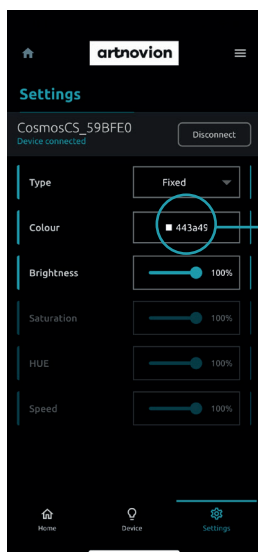 artnovion
Settings
CosmosCS_59BFE0
Device connected
Disconnect
Type
Fixed
Colour
443a49
Brightness
100%
Saturation
100%
HUE
100%
Speed
100%
Home
Device
Settings